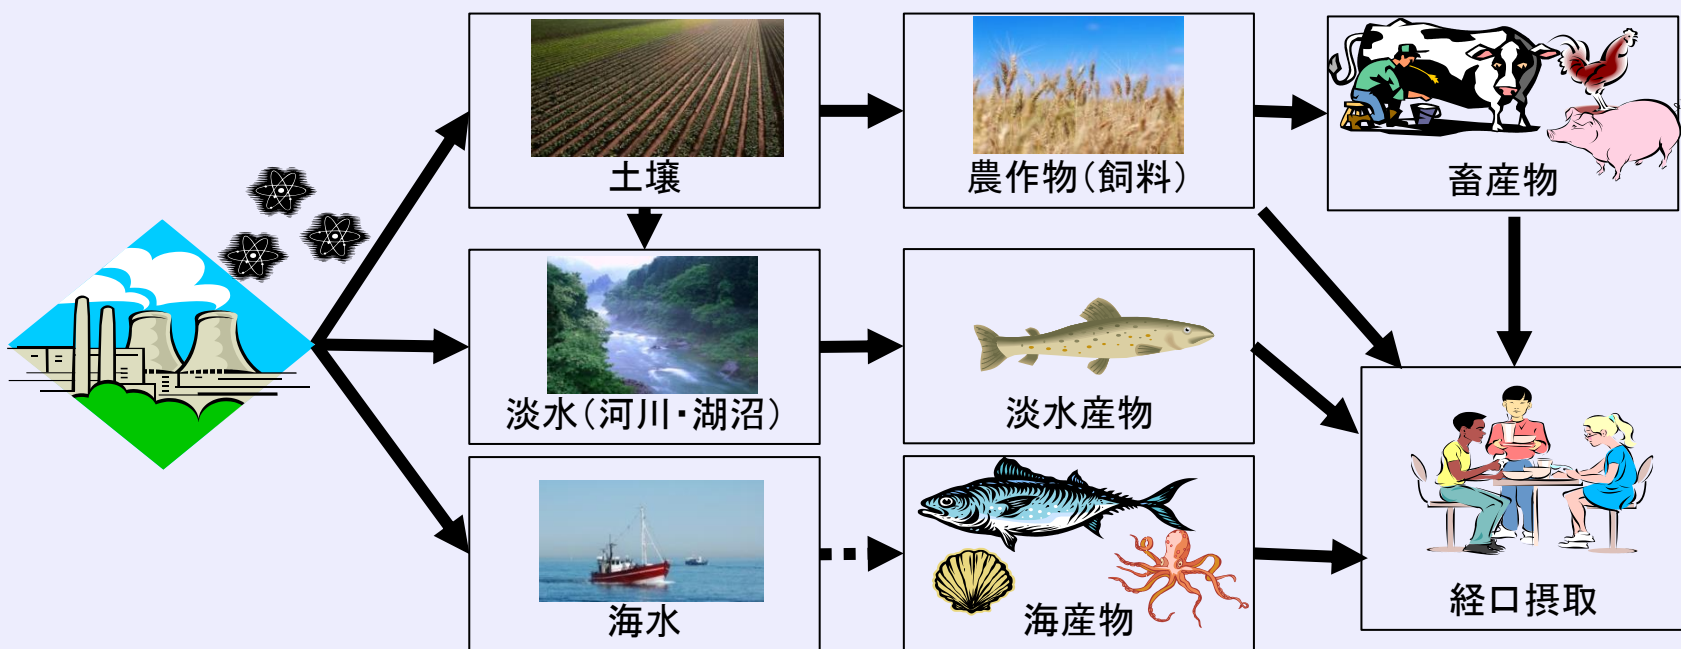 土壌
農作物(飼料)
畜産物
淡水(河川・湖沼)
淡水産物
海水
海産物
経口摂取